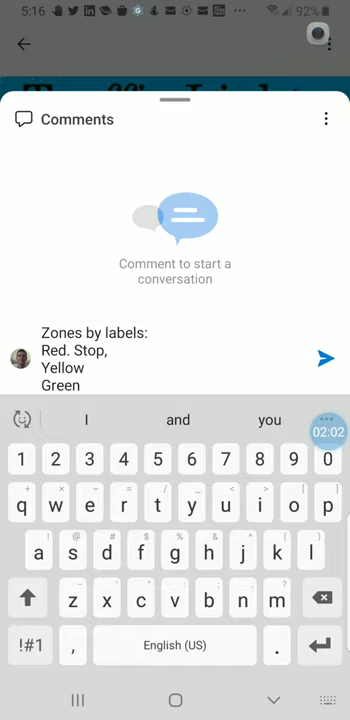 5:16
92%
Comments
Comment to start a
conversation
Zones by labels:
Red. Stop,
Yellow
Green
I and you
02:02
1 2 3 4 5 6 7 8 9 0
+ × ÷ = / _ < > [ ]
q w e r t y u i o p
! @ # $ % ^ & * ( )
a s d f g h j k l
- ' " : ; , ?
z x c v b n m
!#1 , English (US) .